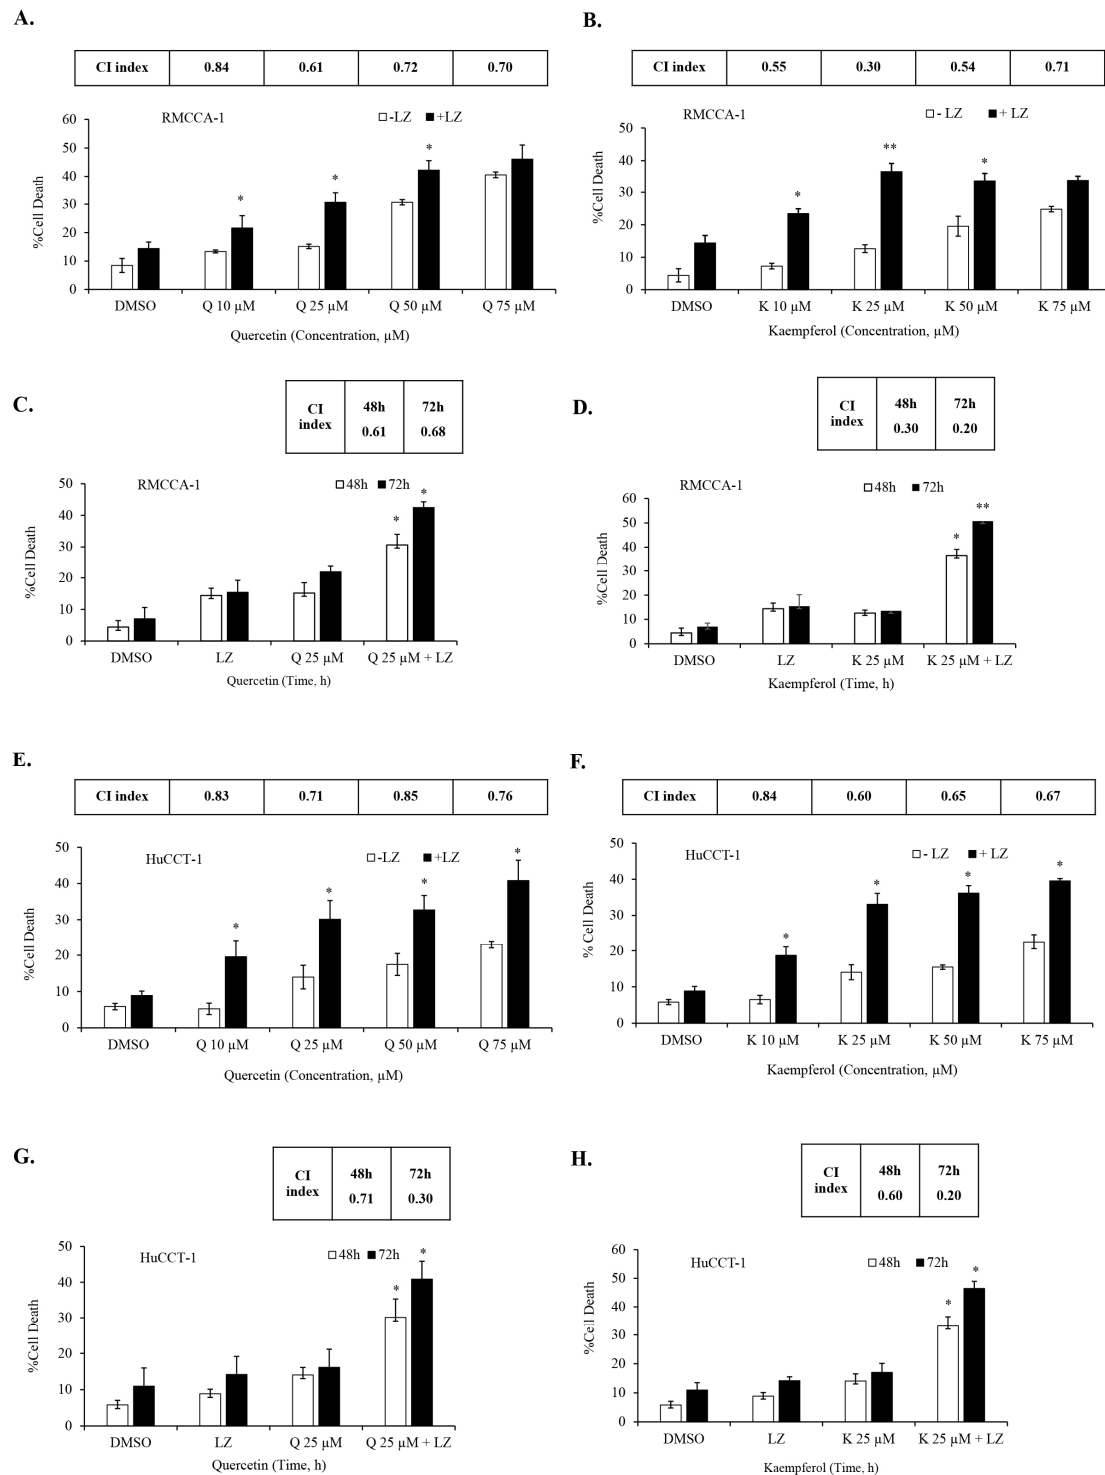 A.
CI index 0.84 0.61 0.72 0.70
RMCCA-1 -LZ +LZ
60
50
40
30
20
10
0
%Cell Death
* * *
DMSO Q 10 µM Q 25 µM Q 50 µM Q 75 µM
Quercetin (Concentration, µM)
B.
CI index 0.55 0.30 0.54 0.71
RMCCA-1 - LZ + LZ
50
40
30
20
10
0
%Cell Death
* ** *
DMSO K 10 µM K 25 µM K 50 µM K 75 µM
Kaempferol (Concentration, µM)
C.
CI index 48h 72h
0.61 0.68
RMCCA-1 48h 72h
50
40
30
20
10
0
%Cell Death
* *
DMSO LZ Q 25 µM Q 25 µM + LZ
Quercetin (Time, h)
D.
CI index 48h 72h
0.30 0.20
RMCCA-1 48h 72h
60
50
40
30
20
10
0
%Cell Death
* **
DMSO LZ K 25 µM K 25 µM + LZ
Kaempferol (Time, h)
E.
CI index 0.83 0.71 0.85 0.76
HuCCT-1 -LZ +LZ
50
40
30
20
10
0
%Cell Death
* * * *
DMSO Q 10 µM Q 25 µM Q 50 µM Q 75 µM
Quercetin (Concentration, µM)
F.
CI index 0.84 0.60 0.65 0.67
HuCCT-1 - LZ + LZ
50
40
30
20
10
0
% Cell Death
* * * *
DMSO K 10 µM K 25 µM K 50 µM K 75 µM
Kaempferol (Concentration, µM)
G.
CI index 48h 72h
0.71 0.30
HuCCT-1 48h 72h
50
40
30
20
10
0
%Cell Death
* *
DMSO LZ Q 25 µM Q 25 µM + LZ
Quercetin (Time, h)
H.
CI index 48h 72h
0.60 0.20
HuCCT-1 48h 72h
60
50
40
30
20
10
0
%Cell Death
* *
DMSO LZ K 25 µM K 25 µM + LZ
Kaempferol (Time, h)